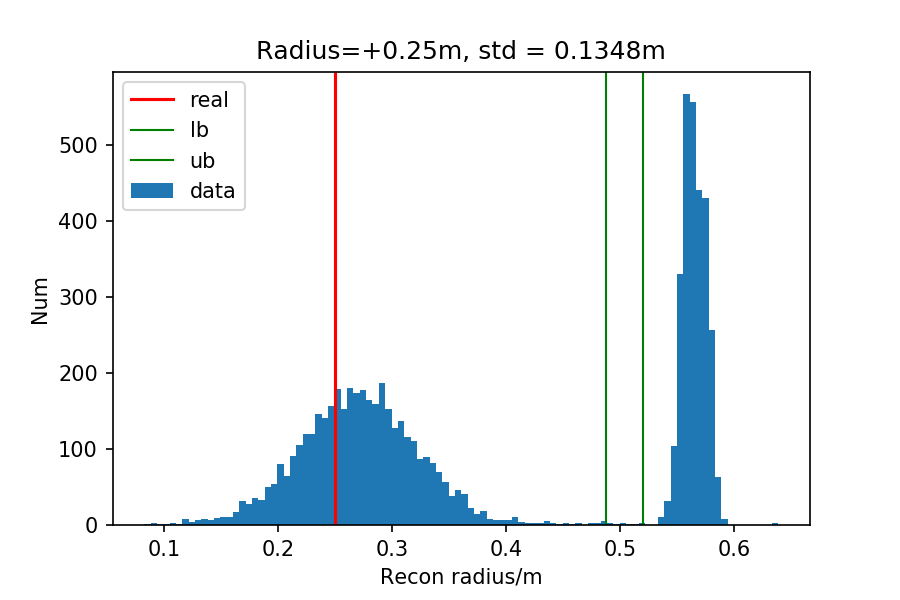 Radius=+0.25m, std = 0.1348m
real
lb
ub
data
500
400
300
200
100
0
Num
0.1 0.2 0.3 0.4 0.5 0.6
Recon radius/m